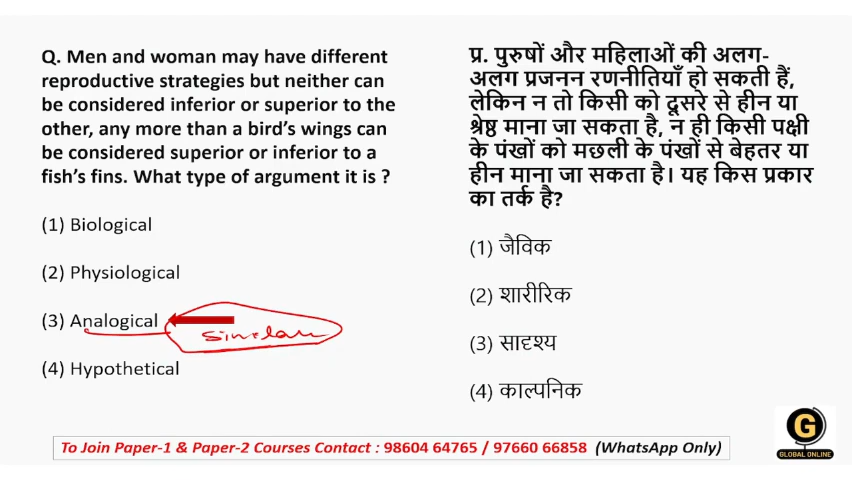 Q. Men and woman may have different
reproductive strategies but neither can
be considered inferior or superior to the
other, any more than a bird's wings can
be considered superior or inferior to a
fish's fins. What type of argument it is ?
(1) Biological
(2) Physiological
(3) Analogical
(4) Hypothetical
प्र. पुरुषों और महिलाओं की अलग-
अलग प्रजनन रणनीतियाँ हो सकती हैं,
लेकिन न तो किसी को दूसरे से हीन या
श्रेष्ठ माना जा सकता है, न ही किसी पक्षी
के पंखों को मछली के पंखों से बेहतर या
हीन माना जा सकता है। यह किस प्रकार
का तर्क है?
(1) जैविक
(2) शारीरिक
(3) सादृश्य
(4) काल्पनिक
To Join Paper-1 & Paper-2 Courses Contact : 98604 64765 / 97660 66858 (WhatsApp Only)
G
GLOBAL ONLINE